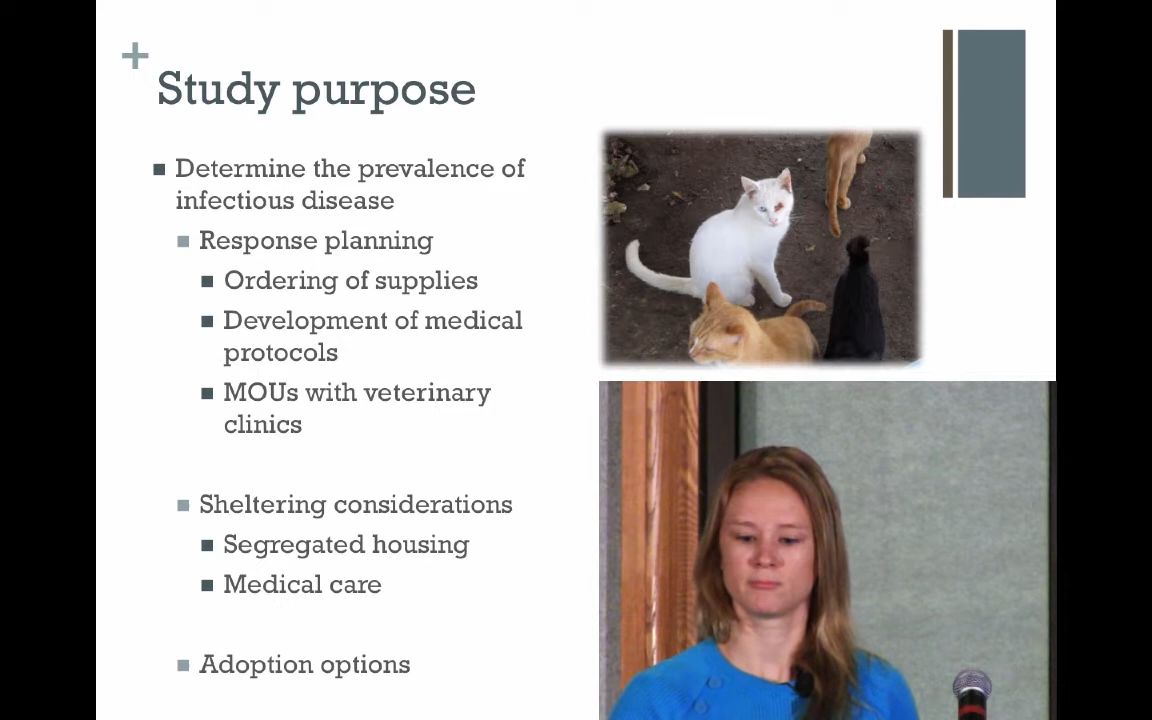 +
Study purpose
Determine the prevalence of
infectious disease
Response planning
Ordering of supplies
Development of medical
protocols
MOUs with veterinary
clinics
Sheltering considerations
Segregated housing
Medical care
Adoption options